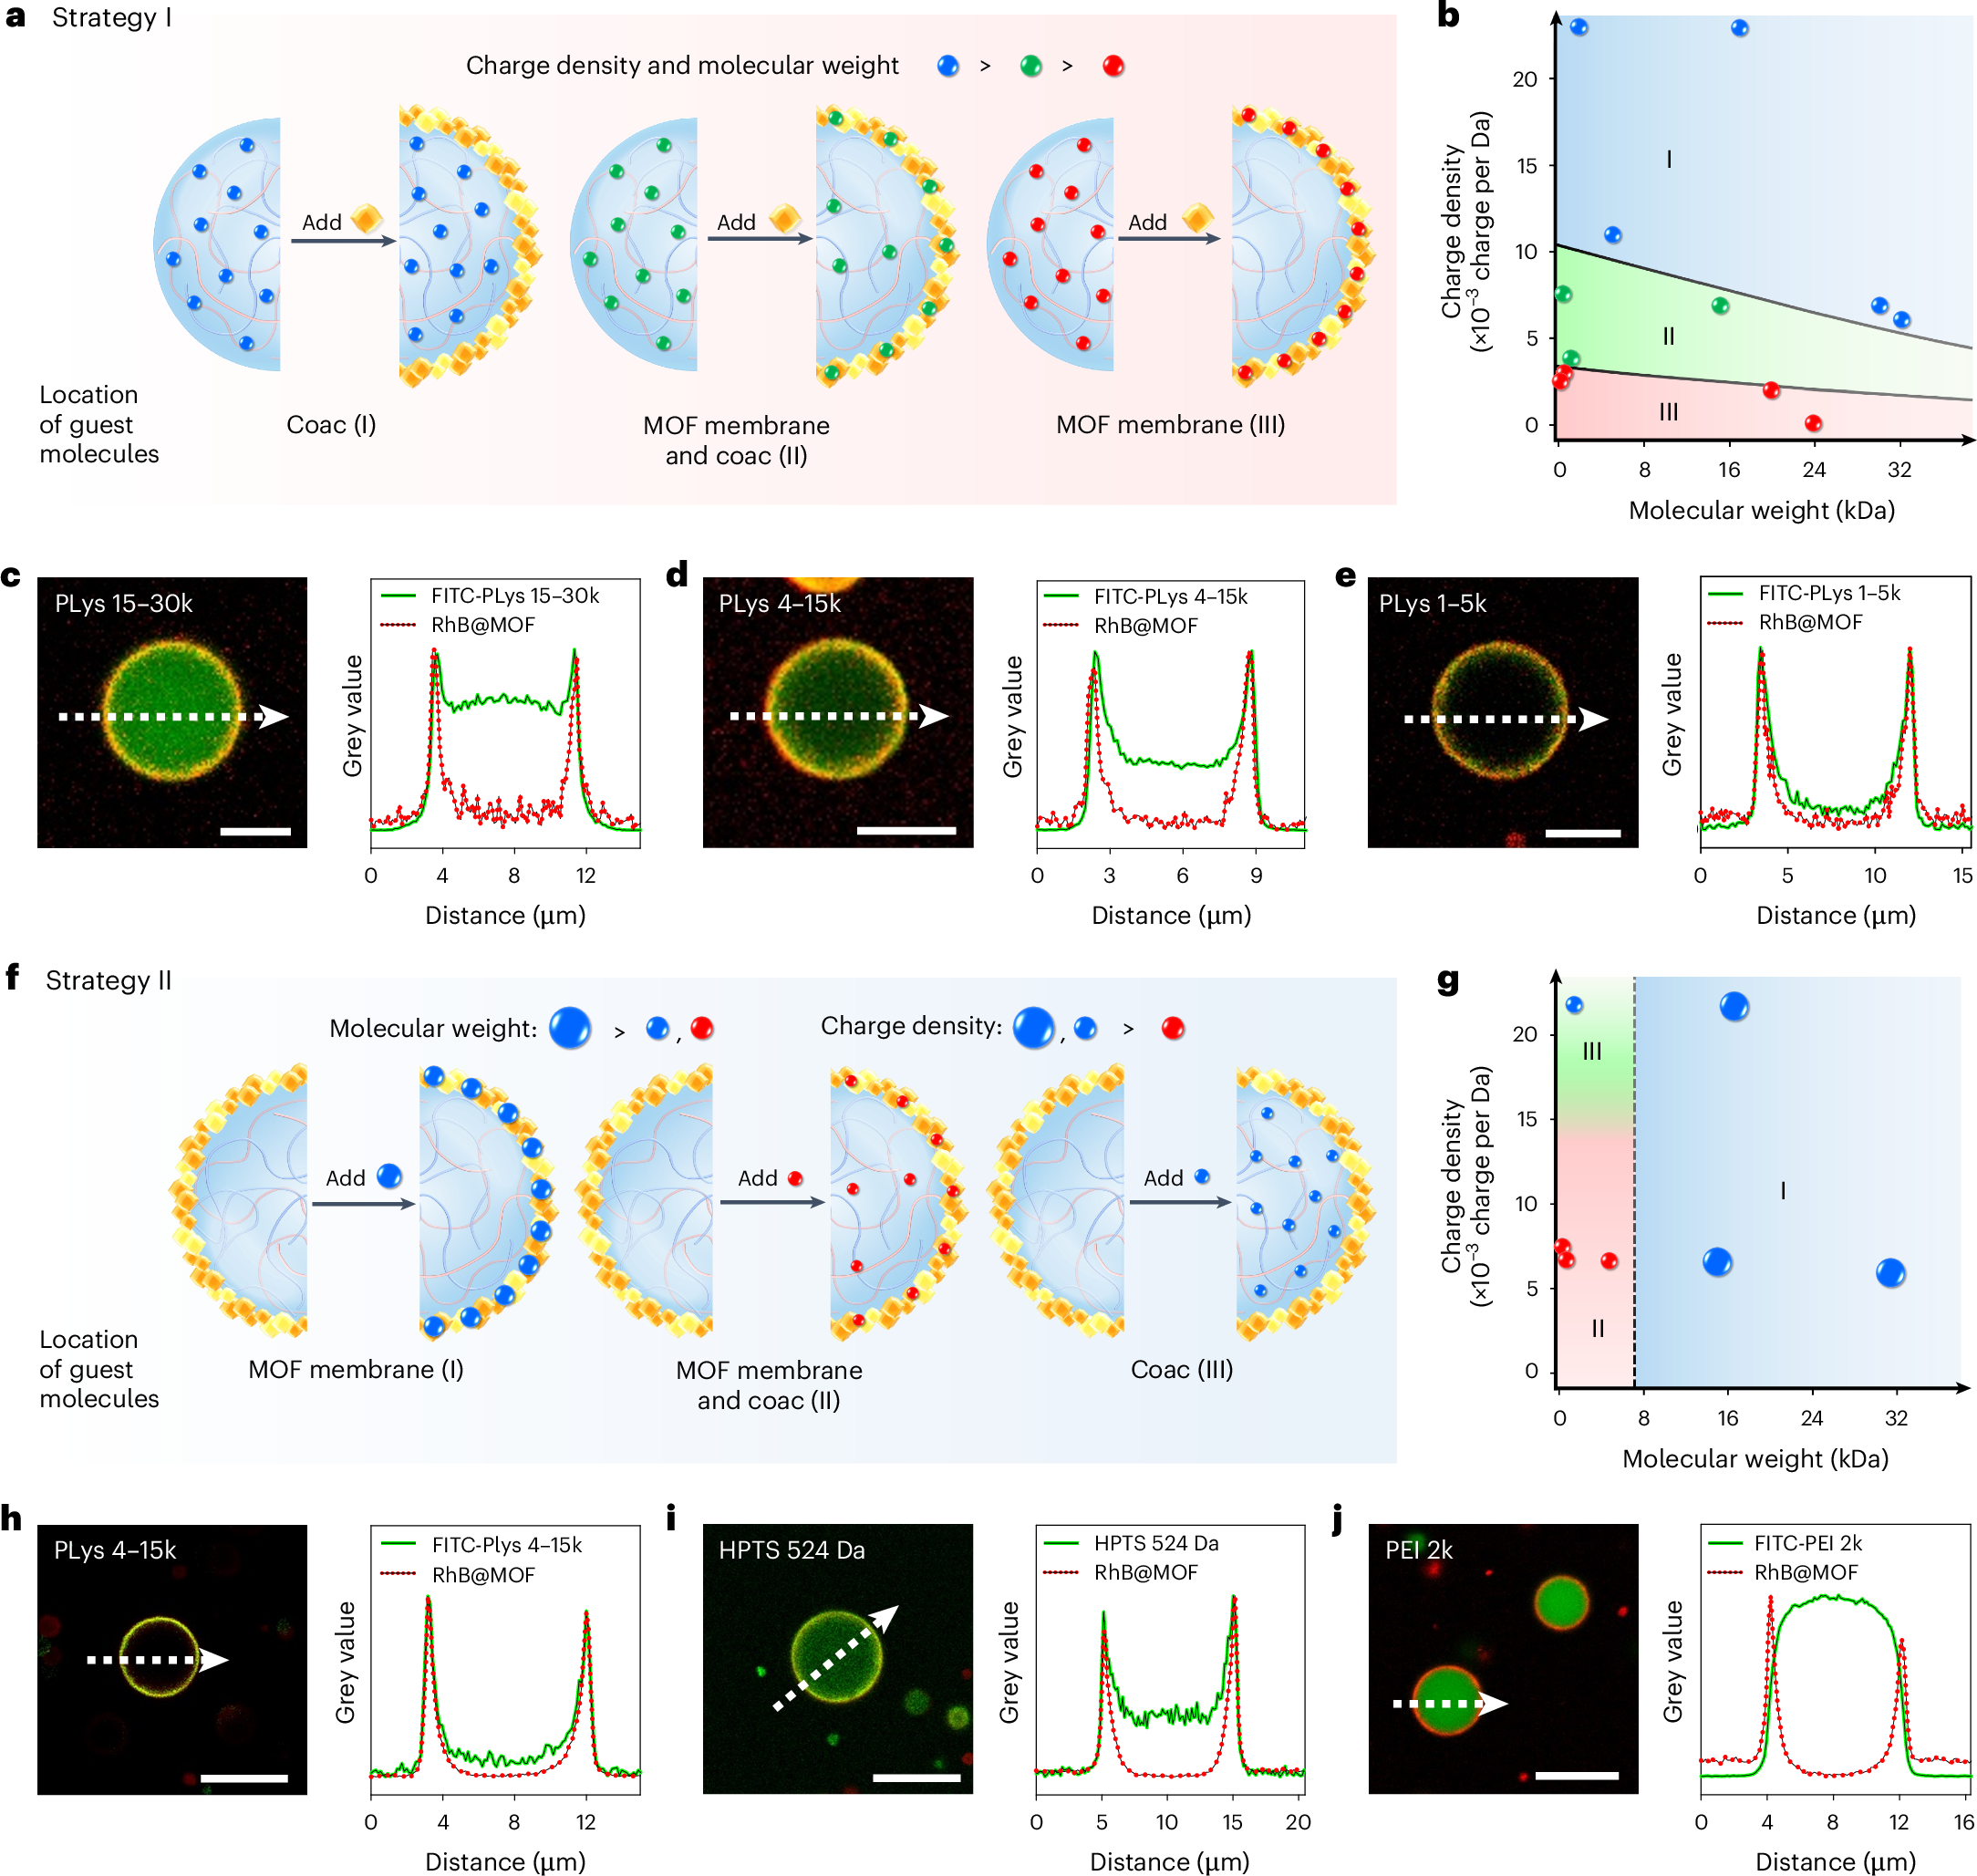 a Strategy I
Charge density and molecular weight > >
Add
Add
Add
Location
of guest
molecules
Coac (I)
MOF membrane
and coac (II)
MOF membrane (III)
b
Charge density
(×10⁻³ charge per Da)
20
15
10
5
0
I
II
III
0 8 16 24 32
Molecular weight (kDa)
c
PLys 15–30k
FITC-PLys 15–30k
RhB@MOF
Grey value
0 4 8 12
Distance (μm)
d
PLys 4–15k
FITC-PLys 4–15k
RhB@MOF
Grey value
0 3 6 9
Distance (μm)
e
PLys 1–5k
FITC-PLys 1–5k
RhB@MOF
Grey value
0 5 10 15
Distance (μm)
f Strategy II
Molecular weight: > ,
Charge density: , >
Add
Add
Add
Location
of guest
molecules
MOF membrane (I)
MOF membrane
and coac (II)
Coac (III)
g
Charge density
(×10⁻³ charge per Da)
20
15
10
5
0
III
I
II
0 8 16 24 32
Molecular weight (kDa)
h
PLys 4–15k
FITC-Plys 4–15k
RhB@MOF
Grey value
0 4 8 12
Distance (μm)
i
HPTS 524 Da
HPTS 524 Da
RhB@MOF
Grey value
0 5 10 15 20
Distance (μm)
j
PEI 2k
FITC-PEI 2k
RhB@MOF
Grey value
0 4 8 12 16
Distance (μm)